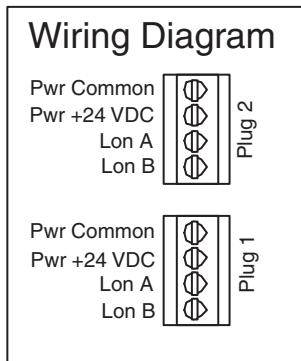 Wiring Diagram
Pwr Common
Pwr +24 VDC
Lon A
Lon B
Plug 2
Pwr Common
Pwr +24 VDC
Lon A
Lon B
Plug 1